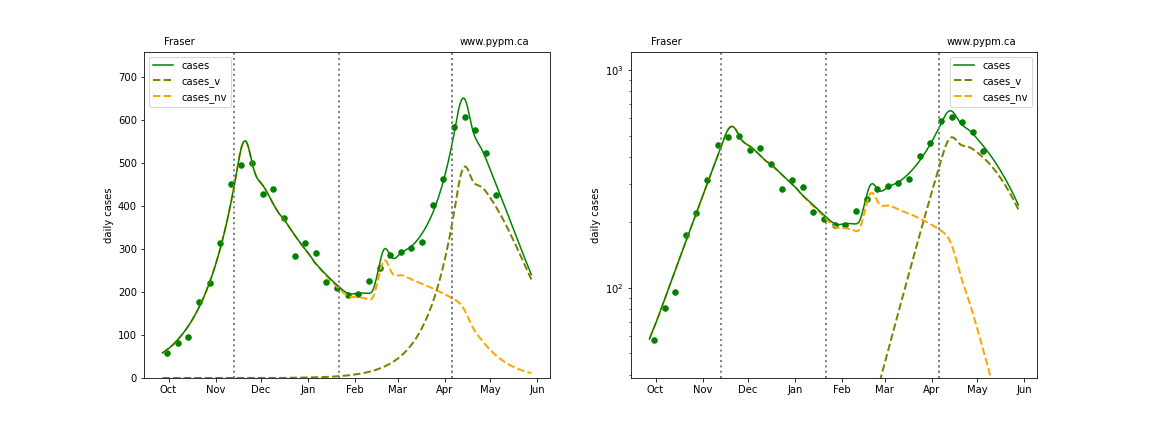 Fraser www.pypm.ca
cases
cases_v
cases_nv
daily cases
700
600
500
400
300
200
100
0
Oct Nov Dec Jan Feb Mar Apr May Jun
Fraser www.pypm.ca
cases
cases_v
cases_nv
daily cases
10³
10²
Oct Nov Dec Jan Feb Mar Apr May Jun